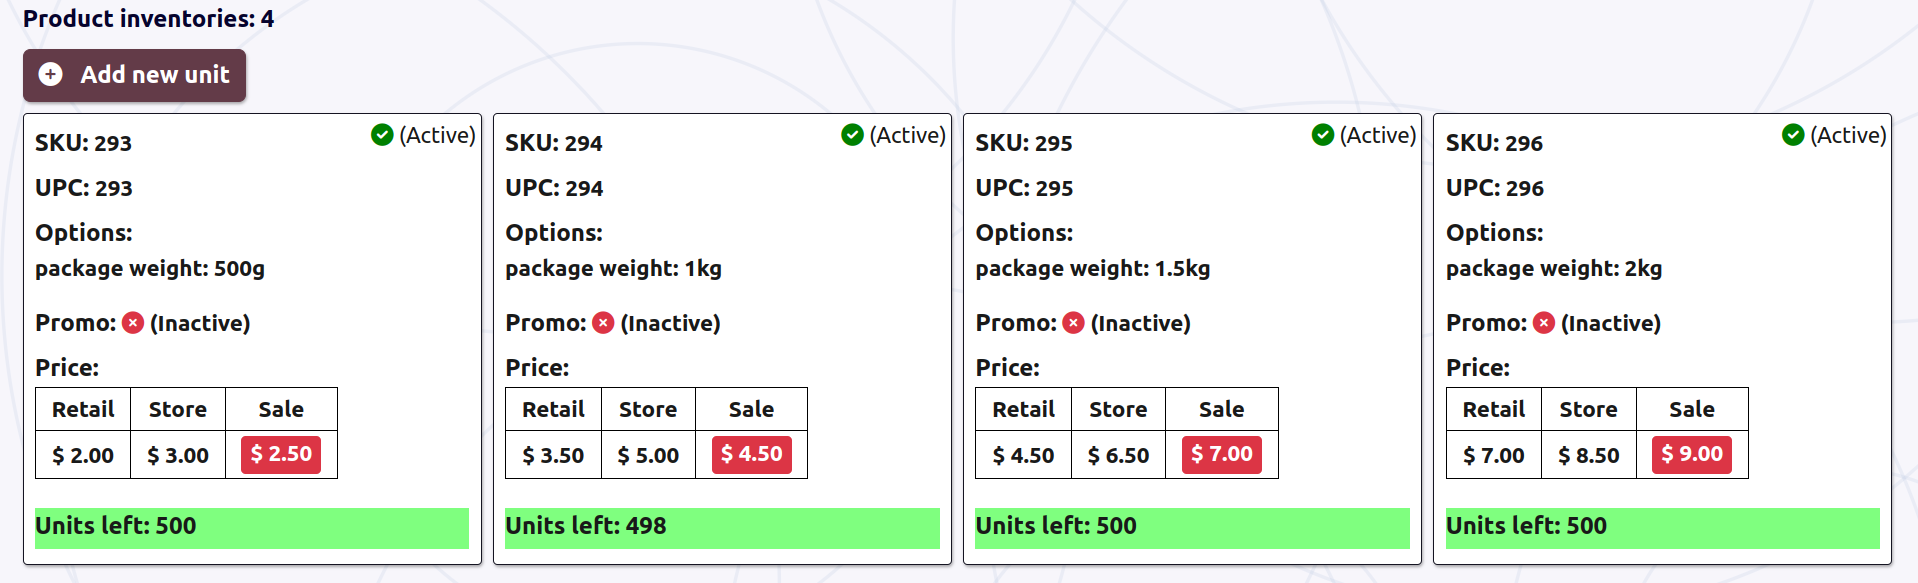 Product inventories: 4
Add new unit
SKU: 293
(Active)
UPC: 293
Options:
package weight: 500g
Promo: (Inactive)
Price:
Retail Store Sale
$ 2.00 $ 3.00 $ 2.50
Units left: 500
SKU: 294
(Active)
UPC: 294
Options:
package weight: 1kg
Promo: (Inactive)
Price:
Retail Store Sale
$ 3.50 $ 5.00 $ 4.50
Units left: 498
SKU: 295
(Active)
UPC: 295
Options:
package weight: 1.5kg
Promo: (Inactive)
Price:
Retail Store Sale
$ 4.50 $ 6.50 $ 7.00
Units left: 500
SKU: 296
(Active)
UPC: 296
Options:
package weight: 2kg
Promo: (Inactive)
Price:
Retail Store Sale
$ 7.00 $ 8.50 $ 9.00
Units left: 500